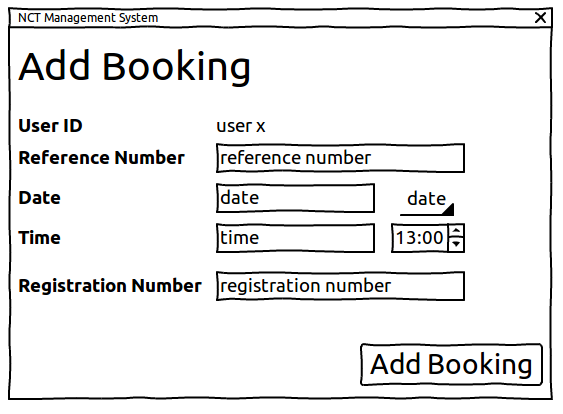 NCT Management System
Add Booking
User ID user x
Reference Number reference number
Date date date
Time time 13:00
Registration Number registration number
Add Booking